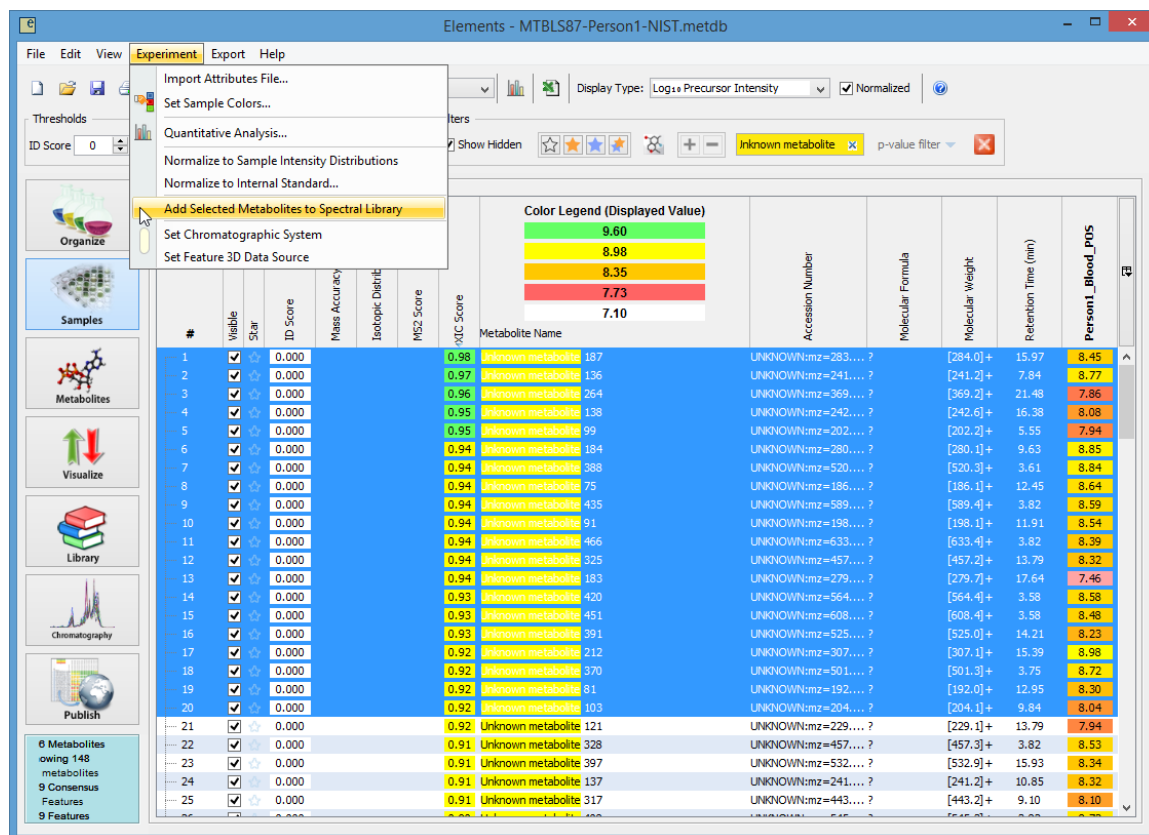 Elements - MTBLS87-Person1-NIST.metdb
File Edit View Experiment Export Help
Import Attributes File...
Set Sample Colors...
Quantitative Analysis...
Normalize to Sample Intensity Distributions
Normalize to Internal Standard...
Add Selected Metabolites to Spectral Library
Set Chromatographic System
Set Feature 3D Data Source
Display Type: Log₁₀ Precursor Intensity Normalized
Thresholds
ID Score 0
Show Hidden
Unknown metabolite × p-value filter
Organize
Samples
Metabolites
Visualize
Library
Chromatography
Publish
6 Metabolites
owing 148
metabolites
9 Consensus
Features
9 Features
Color Legend (Displayed Value)
9.60
8.98
8.35
7.73
7.10
# Visible Star ID Score Mass Accuracy Isotopic Distrib MS2 Score XIC Score Metabolite Name Accession Number Molecular Formula Molecular Weight Retention Time (min) Person1_Blood_POS
1 0.000 0.98 Unknown metabolite 187 UNKNOWN:mz=283.... ? [284.0]+ 15.97 8.45
2 0.000 0.97 Unknown metabolite 136 UNKNOWN:mz=241.... ? [241.2]+ 7.84 8.77
3 0.000 0.96 Unknown metabolite 264 UNKNOWN:mz=369.... ? [369.2]+ 21.48 7.86
4 0.000 0.95 Unknown metabolite 138 UNKNOWN:mz=242.... ? [242.6]+ 16.38 8.08
5 0.000 0.95 Unknown metabolite 99 UNKNOWN:mz=202.... ? [202.2]+ 5.55 7.94
6 0.000 0.94 Unknown metabolite 184 UNKNOWN:mz=280.... ? [280.1]+ 9.63 8.85
7 0.000 0.94 Unknown metabolite 388 UNKNOWN:mz=520.... ? [520.3]+ 3.61 8.84
8 0.000 0.94 Unknown metabolite 75 UNKNOWN:mz=186.... ? [186.1]+ 12.45 8.64
9 0.000 0.94 Unknown metabolite 435 UNKNOWN:mz=589.... ? [589.4]+ 3.82 8.59
10 0.000 0.94 Unknown metabolite 91 UNKNOWN:mz=198.... ? [198.1]+ 11.91 8.54
11 0.000 0.94 Unknown metabolite 466 UNKNOWN:mz=633.... ? [633.4]+ 3.82 8.39
12 0.000 0.94 Unknown metabolite 325 UNKNOWN:mz=457.... ? [457.2]+ 13.79 8.32
13 0.000 0.94 Unknown metabolite 183 UNKNOWN:mz=279.... ? [279.7]+ 17.64 7.46
14 0.000 0.93 Unknown metabolite 420 UNKNOWN:mz=564.... ? [564.4]+ 3.58 8.58
15 0.000 0.93 Unknown metabolite 451 UNKNOWN:mz=608.... ? [608.4]+ 3.58 8.48
16 0.000 0.93 Unknown metabolite 391 UNKNOWN:mz=525.... ? [525.0]+ 14.21 8.23
17 0.000 0.92 Unknown metabolite 212 UNKNOWN:mz=307.... ? [307.1]+ 15.39 8.98
18 0.000 0.92 Unknown metabolite 370 UNKNOWN:mz=501.... ? [501.3]+ 3.75 8.72
19 0.000 0.92 Unknown metabolite 81 UNKNOWN:mz=192.... ? [192.0]+ 12.95 8.30
20 0.000 0.92 Unknown metabolite 103 UNKNOWN:mz=204.... ? [204.1]+ 9.84 8.04
21 0.000 0.92 Unknown metabolite 121 UNKNOWN:mz=229.... ? [229.1]+ 13.79 7.94
22 0.000 0.91 Unknown metabolite 328 UNKNOWN:mz=457.... ? [457.3]+ 3.82 8.53
23 0.000 0.91 Unknown metabolite 397 UNKNOWN:mz=532.... ? [532.9]+ 15.93 8.34
24 0.000 0.91 Unknown metabolite 137 UNKNOWN:mz=241.... ? [241.2]+ 10.85 8.32
25 0.000 0.91 Unknown metabolite 317 UNKNOWN:mz=443.... ? [443.2]+ 9.10 8.10